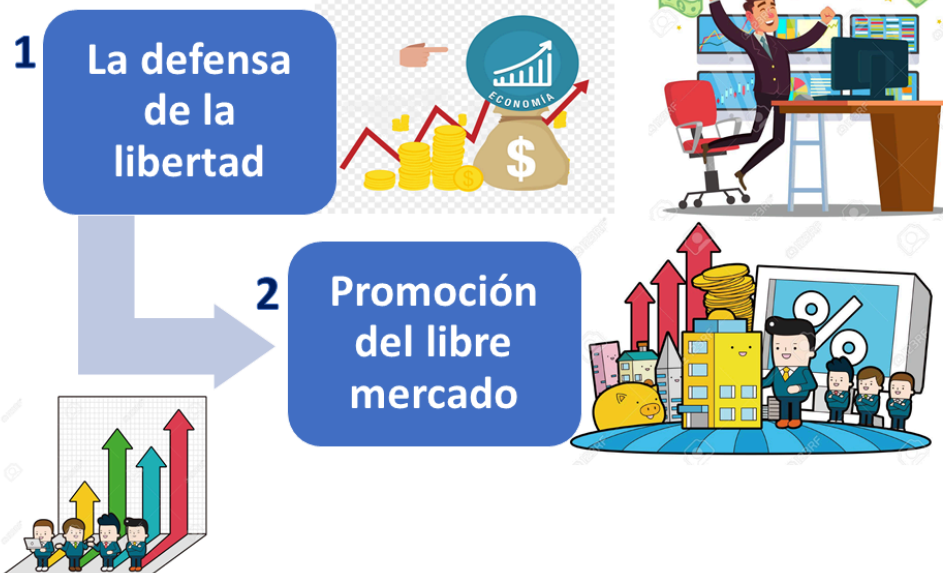 1
La defensa
de la
libertad
ECONOMÍA
$
$
2
Promoción
del libre
mercado
%